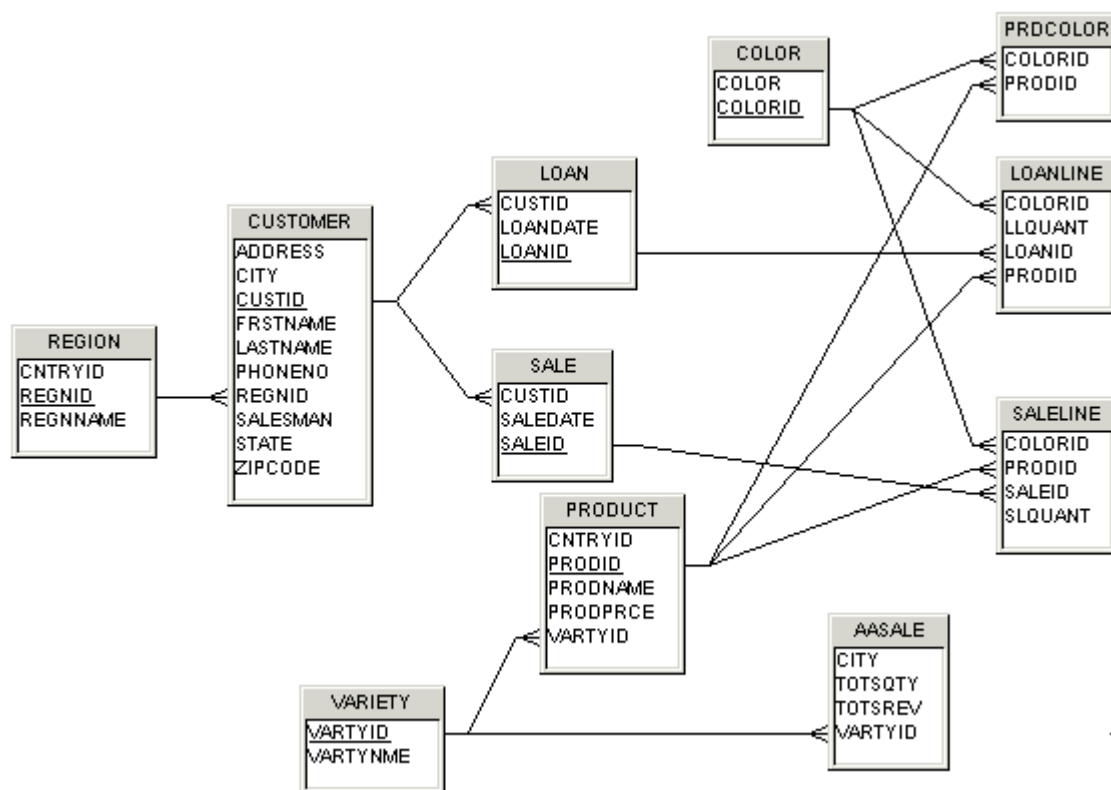 PRDCOLOR
COLORID
PRODID
COLOR
COLOR
COLORID
LOAN
CUSTID
LOANDATE
LOANID
LOANLINE
COLORID
LLQUANT
LOANID
PRODID
CUSTOMER
ADDRESS
CITY
CUSTID
FRSTNAME
LASTNAME
PHONENO
REGNID
SALESMAN
STATE
ZIPCODE
REGION
CNTRYID
REGNID
REGNNAME
SALE
CUSTID
SALEDATE
SALEID
SALELINE
COLORID
PRODID
SALEID
SLQUANT
PRODUCT
CNTRYID
PRODID
PRODNAME
PRODPRCE
VARTYID
AASALE
CITY
TOTSQTY
TOTSREV
VARTYID
VARIETY
VARTYID
VARTYNME